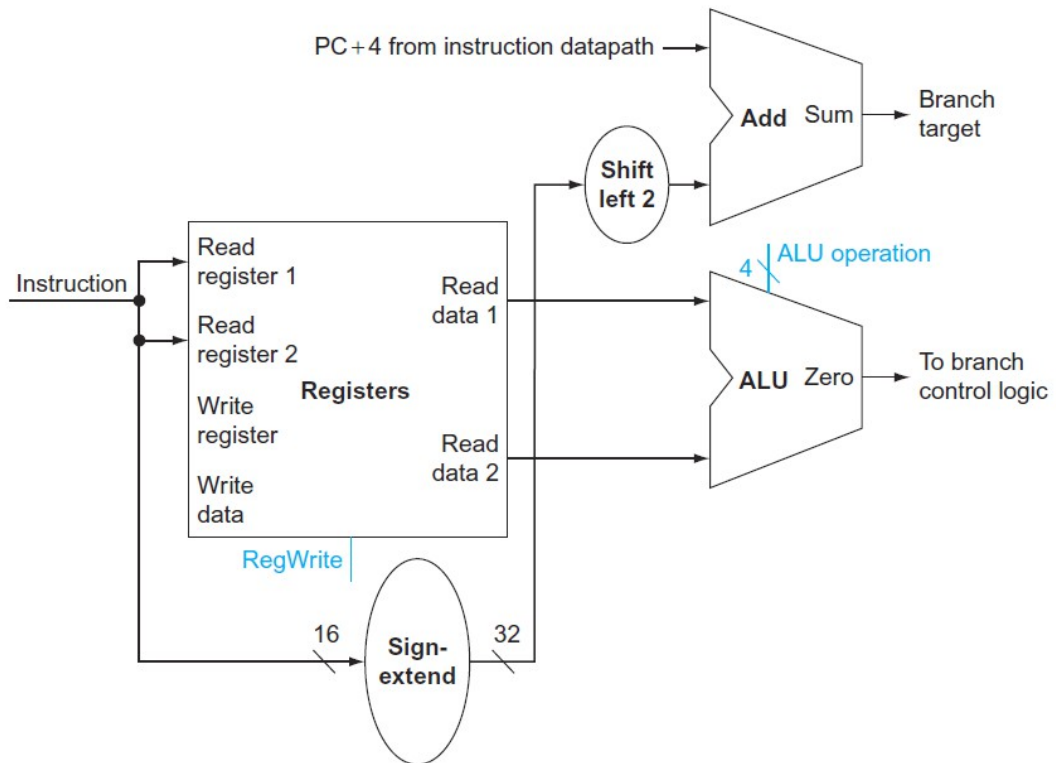 PC+4 from instruction datapath
Add Sum
Branch
target
Shift
left 2
4
ALU operation
Instruction
Read
register 1
Read
register 2
Write
register
Write
data
Registers
Read
data 1
Read
data 2
ALU Zero
To branch
control logic
RegWrite
16
Sign-
extend
32